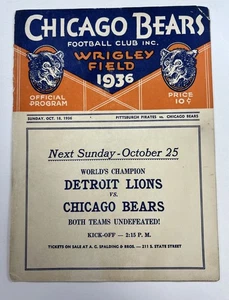 CHICAGO BEARS
FOOTBALL CLUB INC.
WRIGLEY
FIELD
1936
OFFICIAL
PROGRAM
PRICE
10¢
SUNDAY, OCT. 18, 1936
PITTSBURGH PIRATES vs. CHICAGO BEARS
Next Sunday - October 25
WORLD'S CHAMPION
DETROIT LIONS
VS.
CHICAGO BEARS
BOTH TEAMS UNDEFEATED!
KICK-OFF — 2:15 P. M.
TICKETS ON SALE AT A. G. SPALDING & BROS. — 211 S. STATE STREET